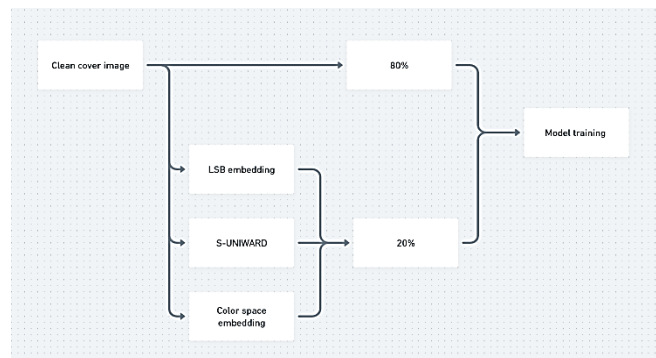 Clean cover image
80%
Model training
LSB embedding
S-UNIWARD
20%
Color space
embedding